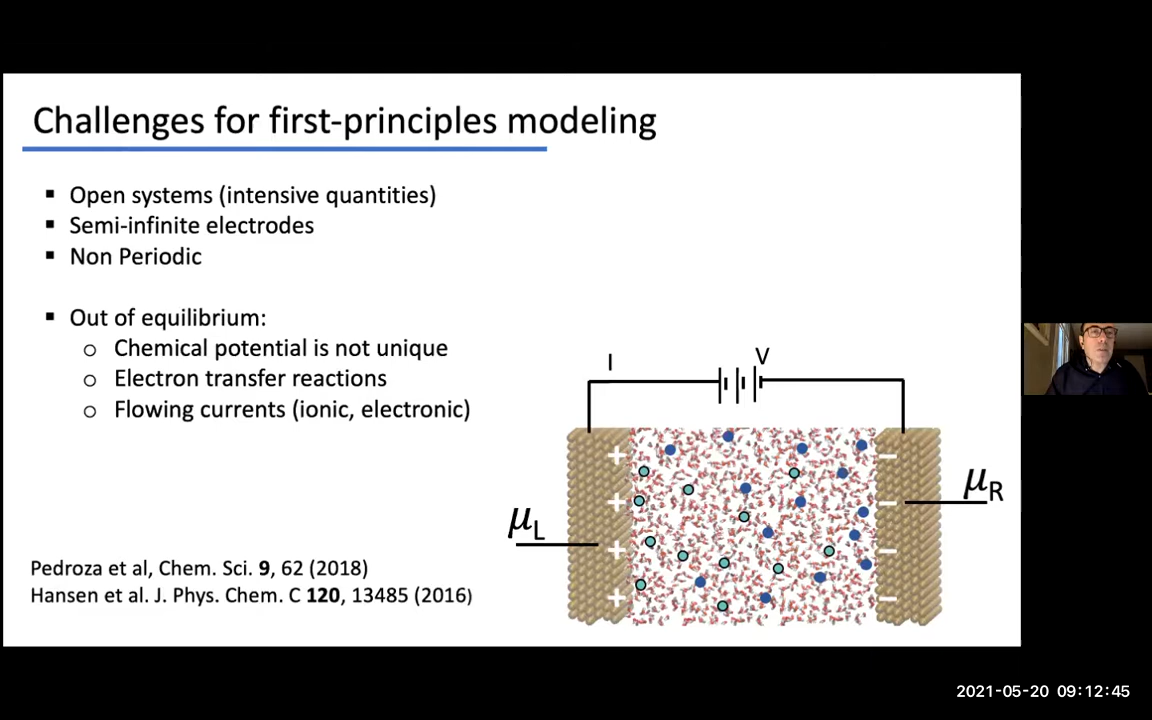 Challenges for first-principles modeling
▪ Open systems (intensive quantities)
▪ Semi-infinite electrodes
▪ Non Periodic
▪ Out of equilibrium:
o Chemical potential is not unique
o Electron transfer reactions
o Flowing currents (ionic, electronic)
I
V
+ −
+ −
+ −
+ −
μR
μL
Pedroza et al, Chem. Sci. 9, 62 (2018)
Hansen et al. J. Phys. Chem. C 120, 13485 (2016)
2021-05-20 09:12:45